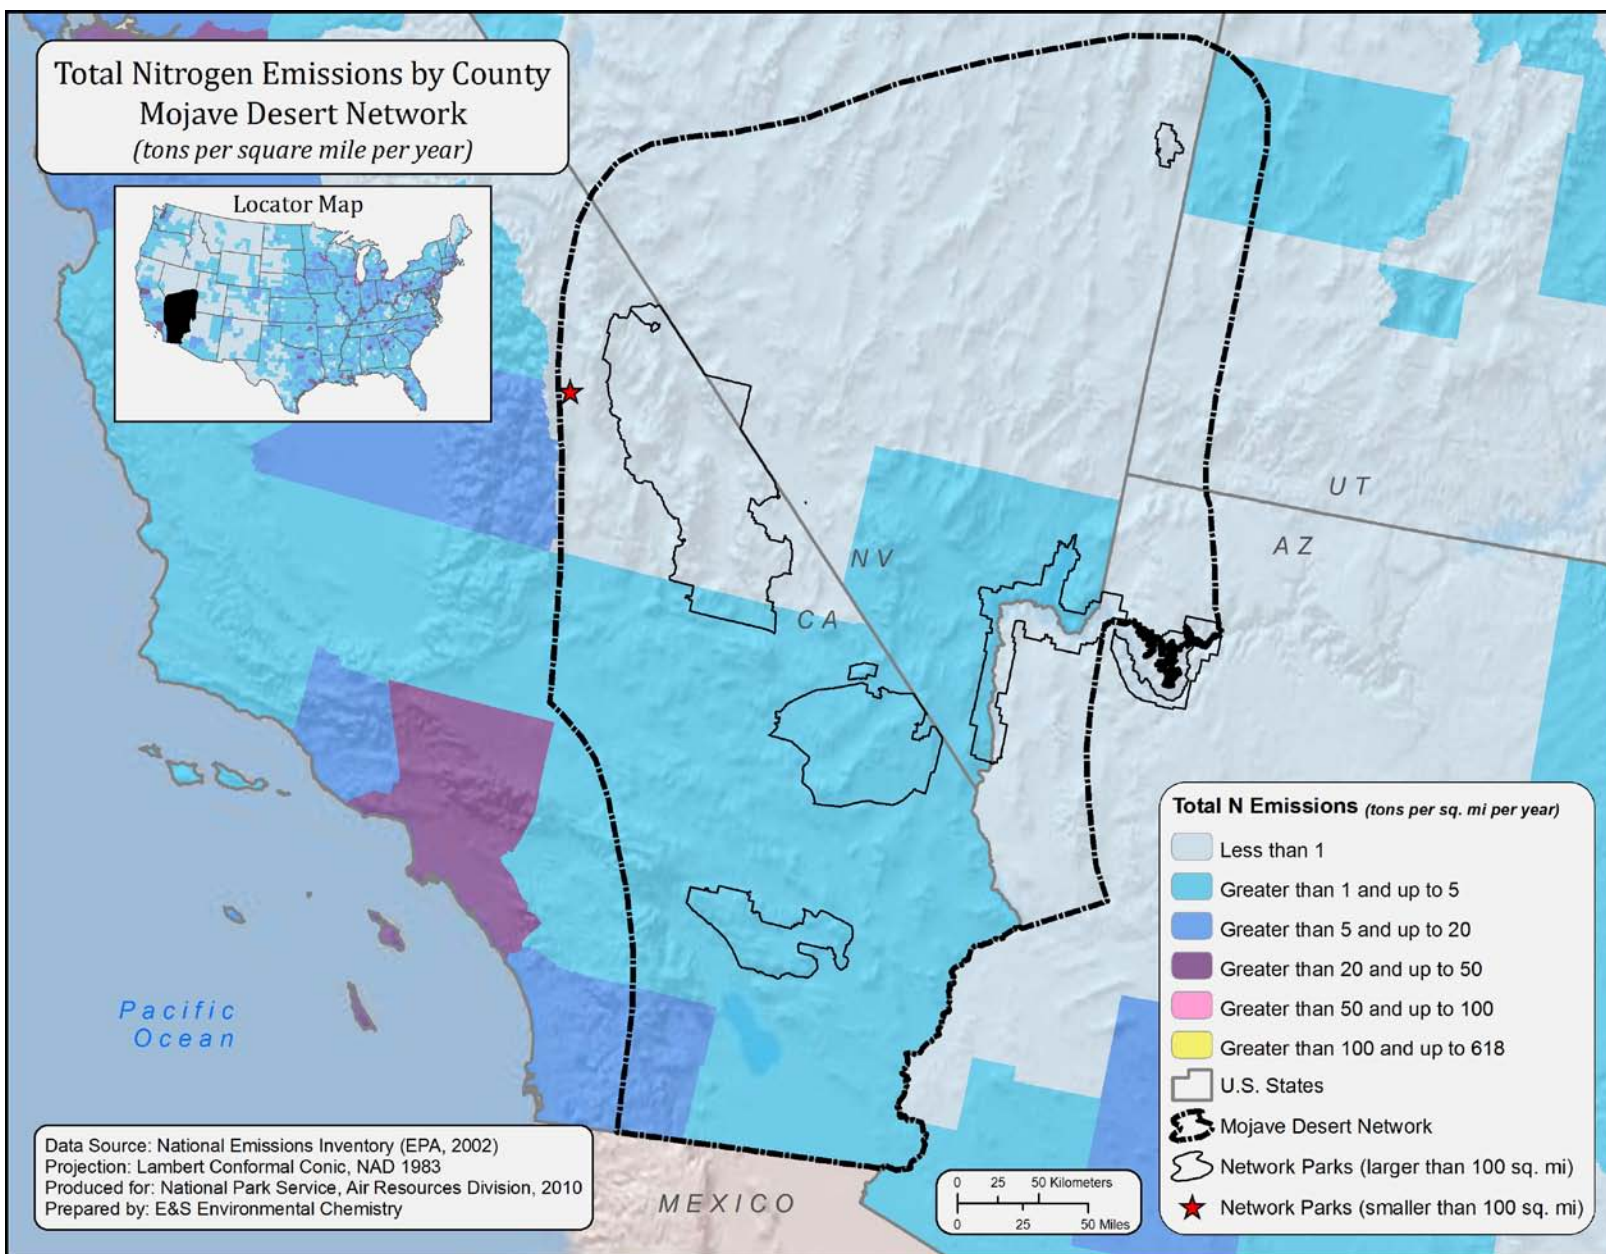 Total Nitrogen Emissions by County
Mojave Desert Network
(tons per square mile per year)
Locator Map
UT
AZ
NV
CA
Pacific
Ocean
MEXICO
Total N Emissions (tons per sq. mi per year)
Less than 1
Greater than 1 and up to 5
Greater than 5 and up to 20
Greater than 20 and up to 50
Greater than 50 and up to 100
Greater than 100 and up to 618
U.S. States
Mojave Desert Network
Network Parks (larger than 100 sq. mi)
Network Parks (smaller than 100 sq. mi)
Data Source: National Emissions Inventory (EPA, 2002)
Projection: Lambert Conformal Conic, NAD 1983
Produced for: National Park Service, Air Resources Division, 2010
Prepared by: E&S Environmental Chemistry
0 25 50 Kilometers
0 25 50 Miles